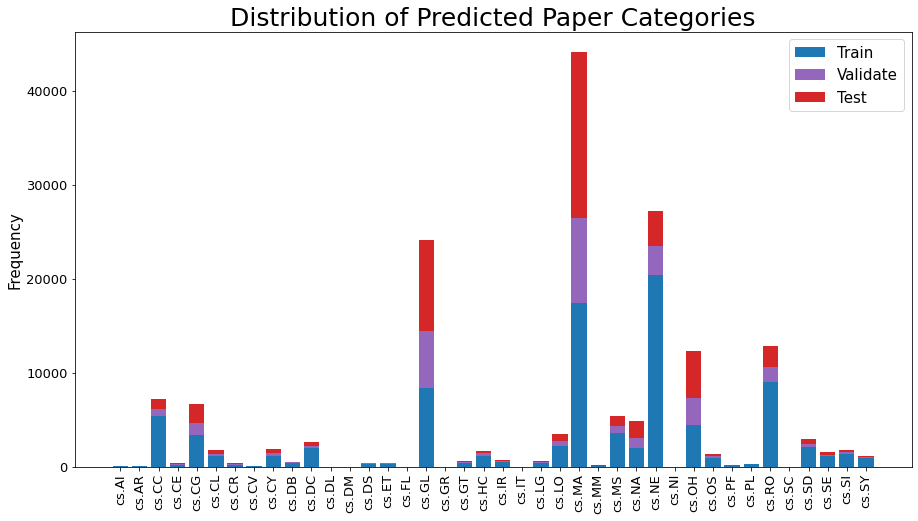 Distribution of Predicted Paper Categories
Train
Validate
Test
Frequency
40000
30000
20000
10000
0
cs.AI
cs.AR
cs.CC
cs.CE
cs.CG
cs.CL
cs.CR
cs.CV
cs.CY
cs.DB
cs.DC
cs.DL
cs.DM
cs.DS
cs.ET
cs.FL
cs.GL
cs.GR
cs.GT
cs.HC
cs.IR
cs.IT
cs.LG
cs.LO
cs.MA
cs.MM
cs.MS
cs.NA
cs.NE
cs.NI
cs.OH
cs.OS
cs.PF
cs.PL
cs.RO
cs.SC
cs.SD
cs.SE
cs.SI
cs.SY